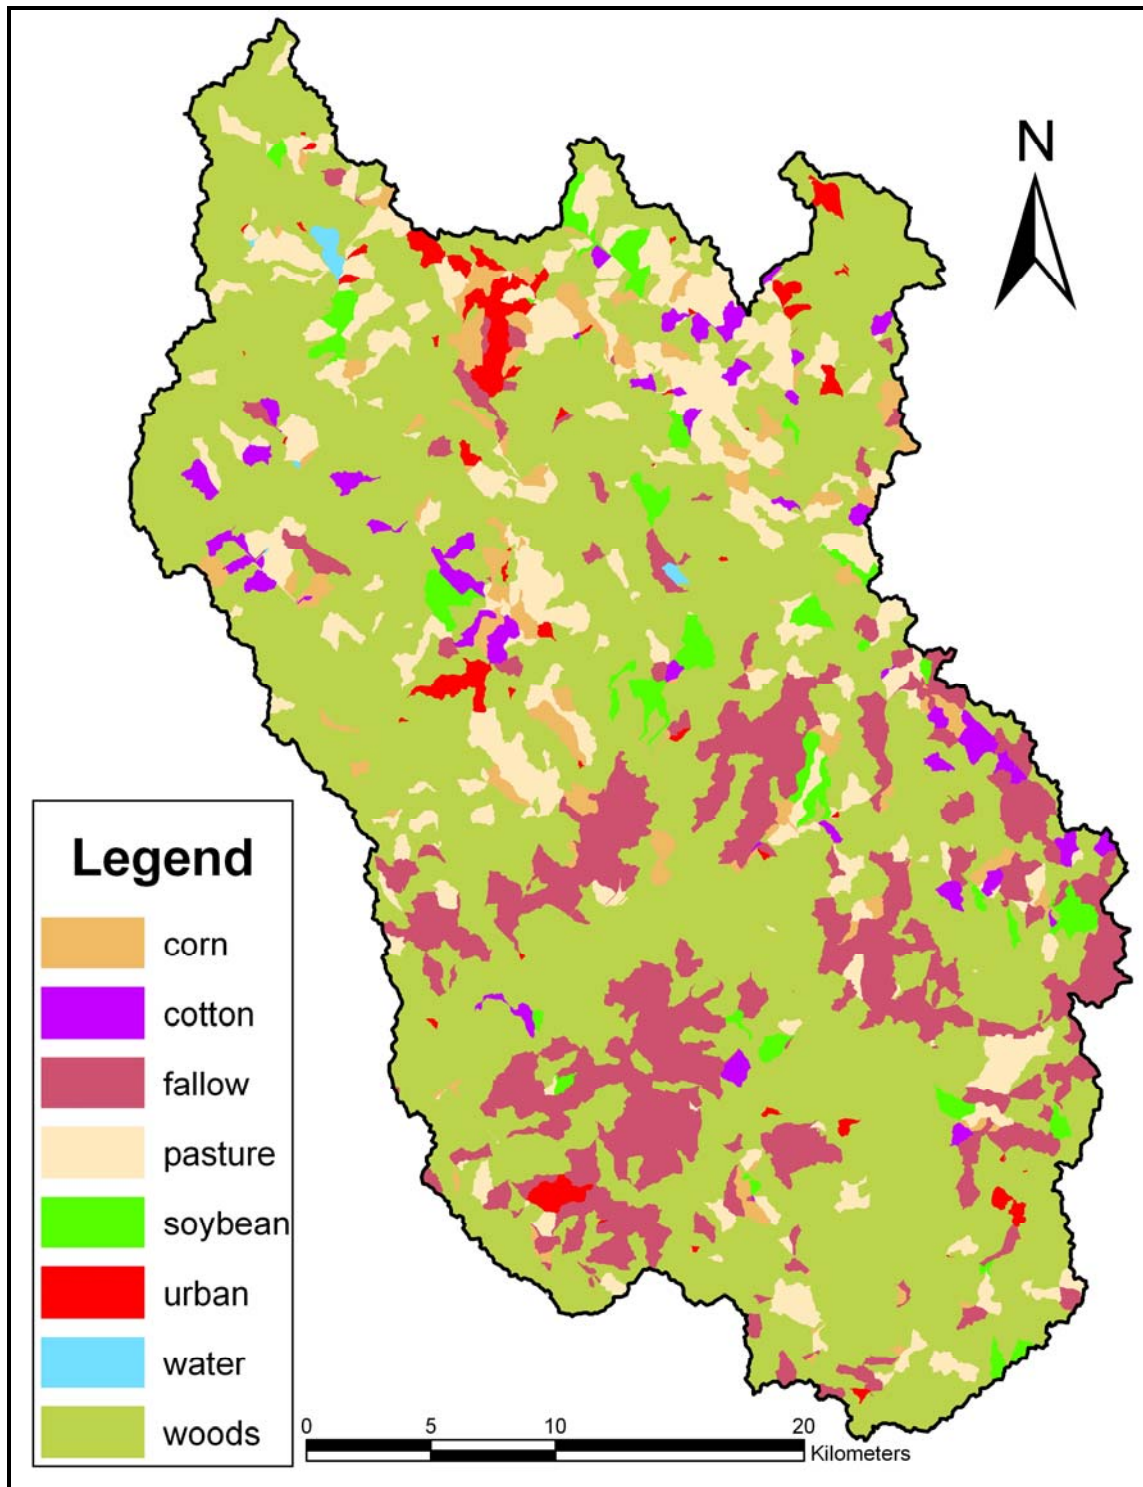 N
Legend
corn
cotton
fallow
pasture
soybean
urban
water
woods
0 5 10 20
Kilometers